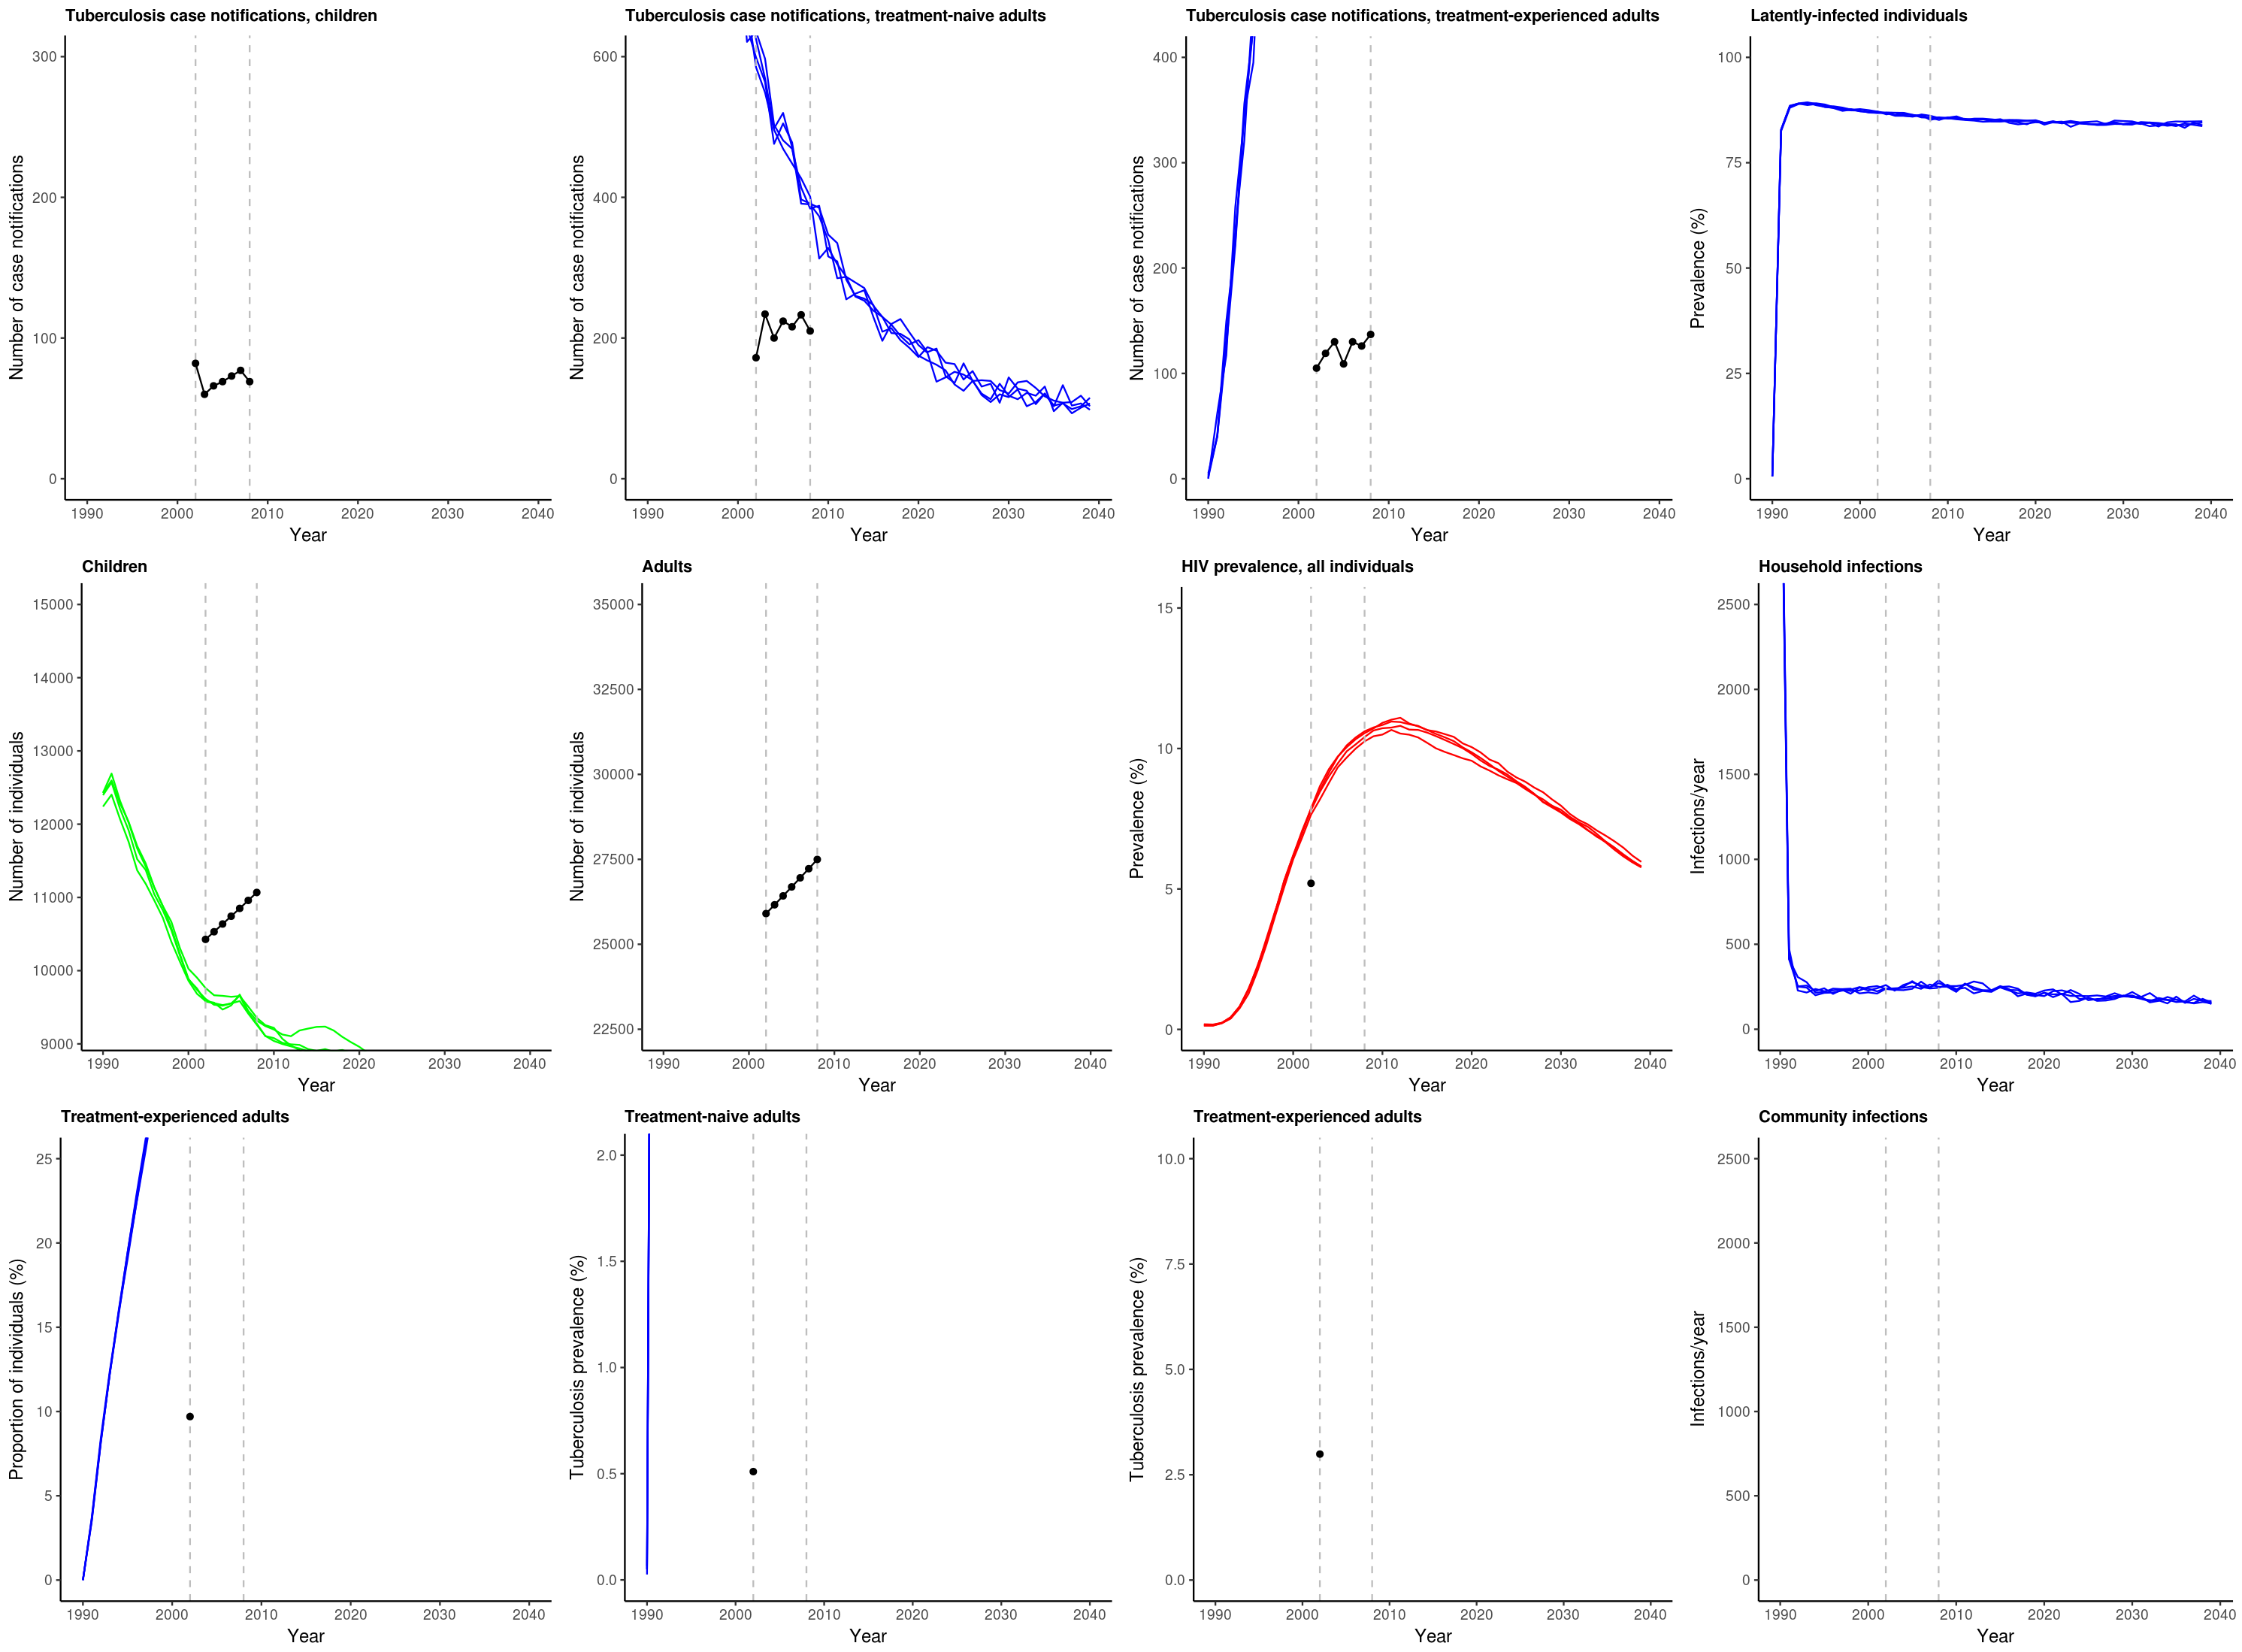 Tuberculosis case notifications, children
Number of case notifications
300
200
100
0
1990 2000 2010 2020 2030 2040
Year
Tuberculosis case notifications, treatment-naive adults
Number of case notifications
600
400
200
0
1990 2000 2010 2020 2030 2040
Year
Tuberculosis case notifications, treatment-experienced adults
Number of case notifications
400
300
200
100
0
1990 2000 2010 2020 2030 2040
Year
Latently-infected individuals
Prevalence (%)
100
75
50
25
0
1990 2000 2010 2020 2030 2040
Year
Children
Number of individuals
15000
14000
13000
12000
11000
10000
9000
1990 2000 2010 2020 2030 2040
Year
Adults
Number of individuals
35000
32500
30000
27500
25000
22500
1990 2000 2010 2020 2030 2040
Year
HIV prevalence, all individuals
Prevalence (%)
15
10
5
0
1990 2000 2010 2020 2030 2040
Year
Household infections
Infections/year
2500
2000
1500
1000
500
0
1990 2000 2010 2020 2030 2040
Year
Treatment-experienced adults
Proportion of individuals (%)
25
20
15
10
5
0
1990 2000 2010 2020 2030 2040
Year
Treatment-naive adults
Tuberculosis prevalence (%)
2.0
1.5
1.0
0.5
0.0
1990 2000 2010 2020 2030 2040
Year
Treatment-experienced adults
Tuberculosis prevalence (%)
10.0
7.5
5.0
2.5
0.0
1990 2000 2010 2020 2030 2040
Year
Community infections
Infections/year
2500
2000
1500
1000
500
0
1990 2000 2010 2020 2030 2040
Year